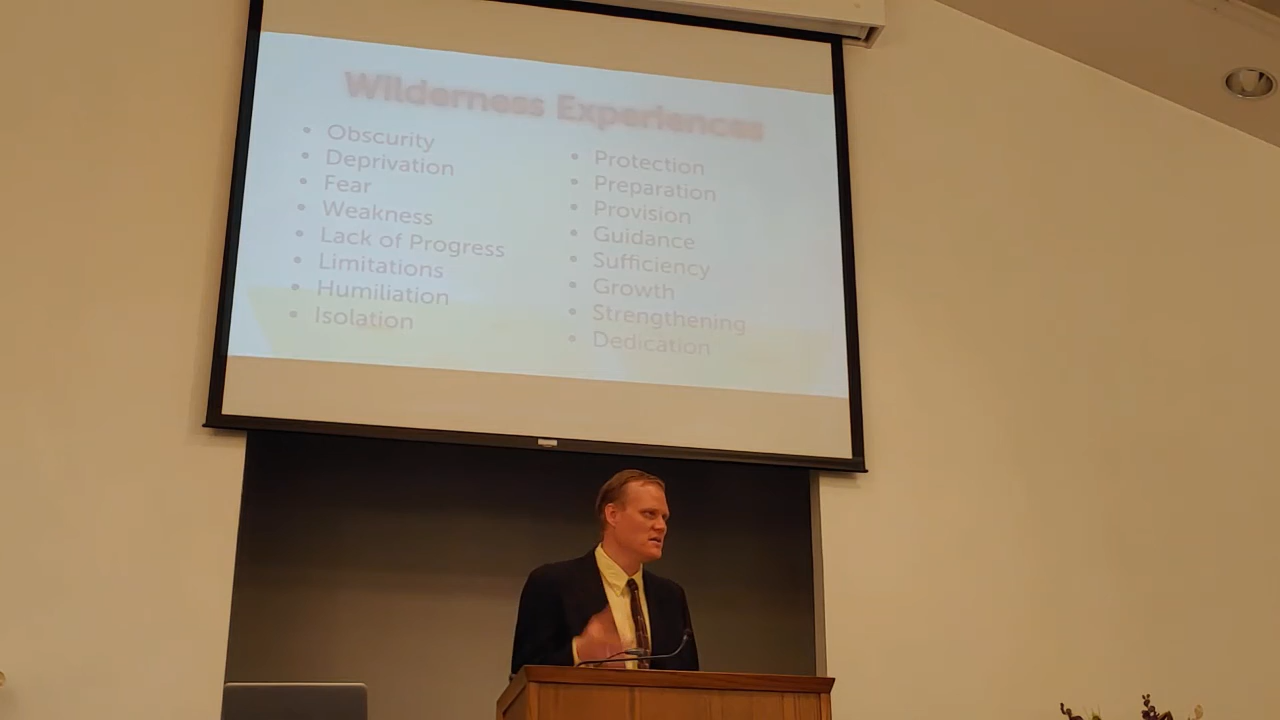 Wilderness Experiences
• Obscurity
• Deprivation
• Fear
• Weakness
• Lack of Progress
• Limitations
• Humiliation
• Isolation
• Protection
• Preparation
• Provision
• Guidance
• Sufficiency
• Growth
• Strengthening
• Dedication